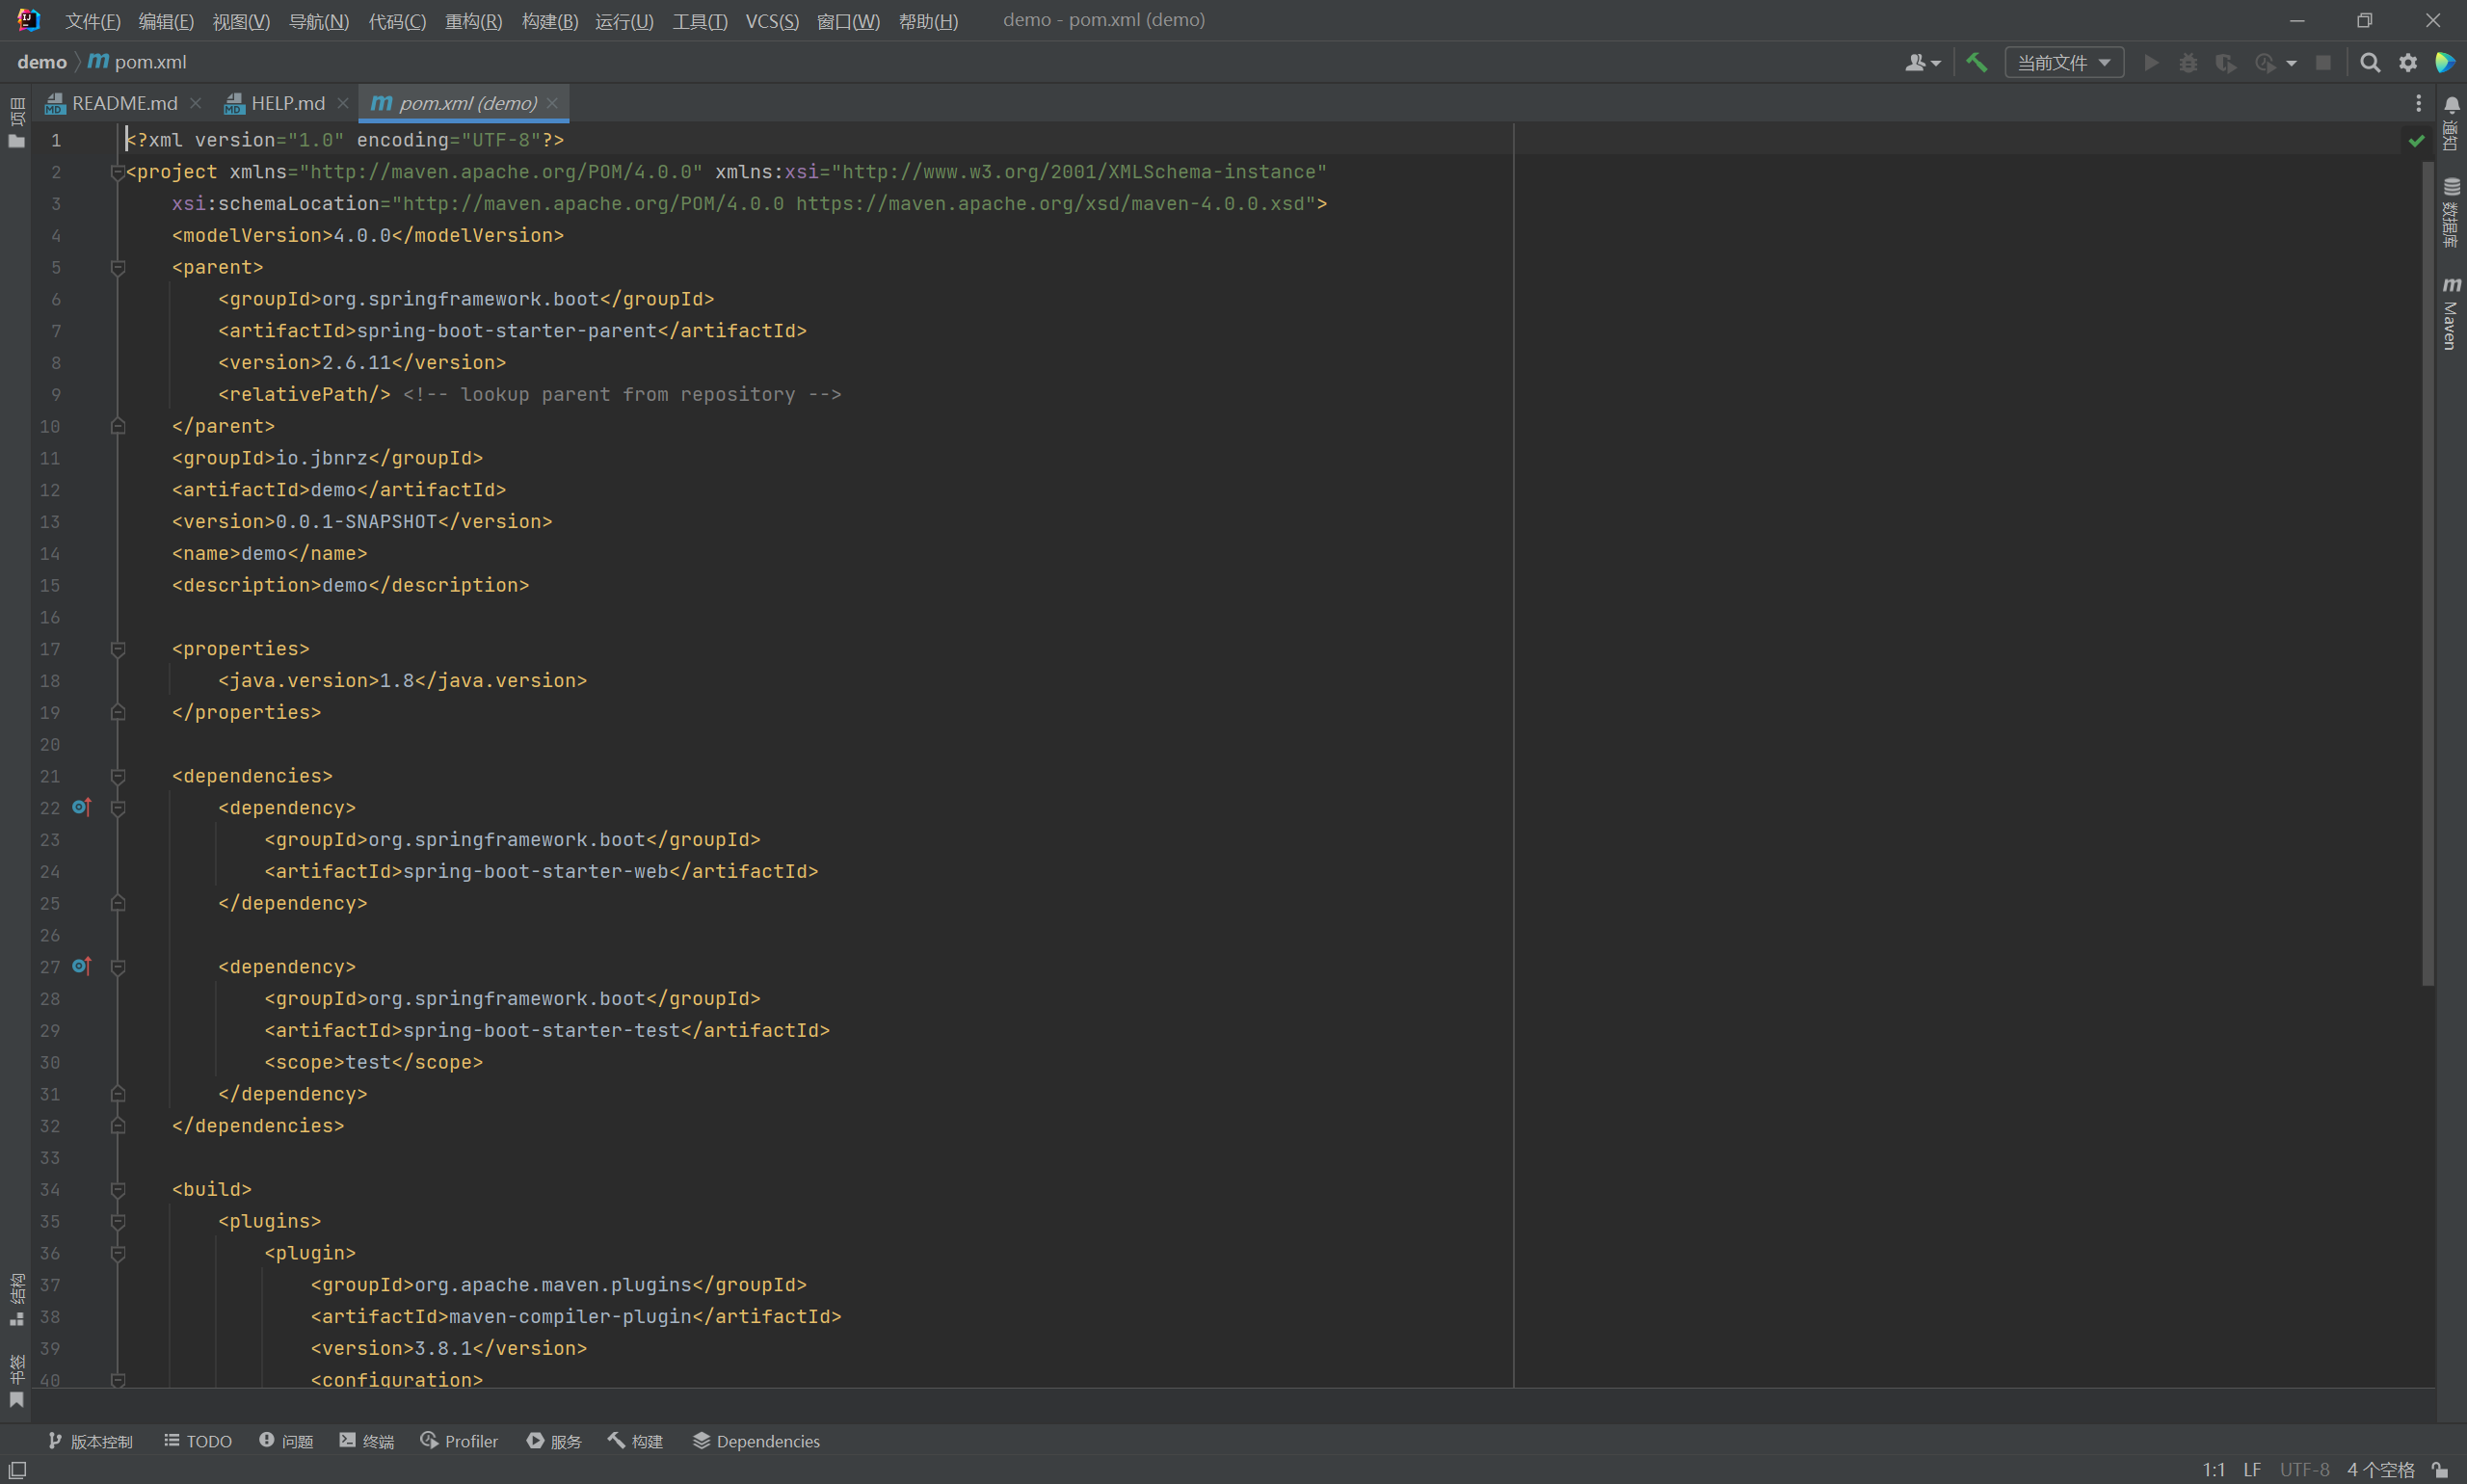 文件(F) 编辑(E) 视图(V) 导航(N) 代码(C) 重构(R) 构建(B) 运行(U) 工具(T) VCS(S) 窗口(W) 帮助(H) demo - pom.xml (demo)
demo m pom.xml 当前文件
README.md HELP.md m pom.xml (demo)
项目
1 <?xml version="1.0" encoding="UTF-8"?>
2 <project xmlns="http://maven.apache.org/POM/4.0.0" xmlns:xsi="http://www.w3.org/2001/XMLSchema-instance"
3 xsi:schemaLocation="http://maven.apache.org/POM/4.0.0 https://maven.apache.org/xsd/maven-4.0.0.xsd">
4 <modelVersion>4.0.0</modelVersion>
5 <parent>
6 <groupId>org.springframework.boot</groupId>
7 <artifactId>spring-boot-starter-parent</artifactId>
8 <version>2.6.11</version>
9 <relativePath/> <!-- lookup parent from repository -->
10 </parent>
11 <groupId>io.jbnrz</groupId>
12 <artifactId>demo</artifactId>
13 <version>0.0.1-SNAPSHOT</version>
14 <name>demo</name>
15 <description>demo</description>
16
17 <properties>
18 <java.version>1.8</java.version>
19 </properties>
20
21 <dependencies>
22 <dependency>
23 <groupId>org.springframework.boot</groupId>
24 <artifactId>spring-boot-starter-web</artifactId>
25 </dependency>
26
27 <dependency>
28 <groupId>org.springframework.boot</groupId>
29 <artifactId>spring-boot-starter-test</artifactId>
30 <scope>test</scope>
31 </dependency>
32 </dependencies>
33
34 <build>
35 <plugins>
36 <plugin>
37 <groupId>org.apache.maven.plugins</groupId>
38 <artifactId>maven-compiler-plugin</artifactId>
39 <version>3.8.1</version>
40 <configuration>
结构
书签
通知
数据库
m Maven
版本控制 TODO 问题 终端 Profiler 服务 构建 Dependencies
1:1 LF UTF-8 4 个空格